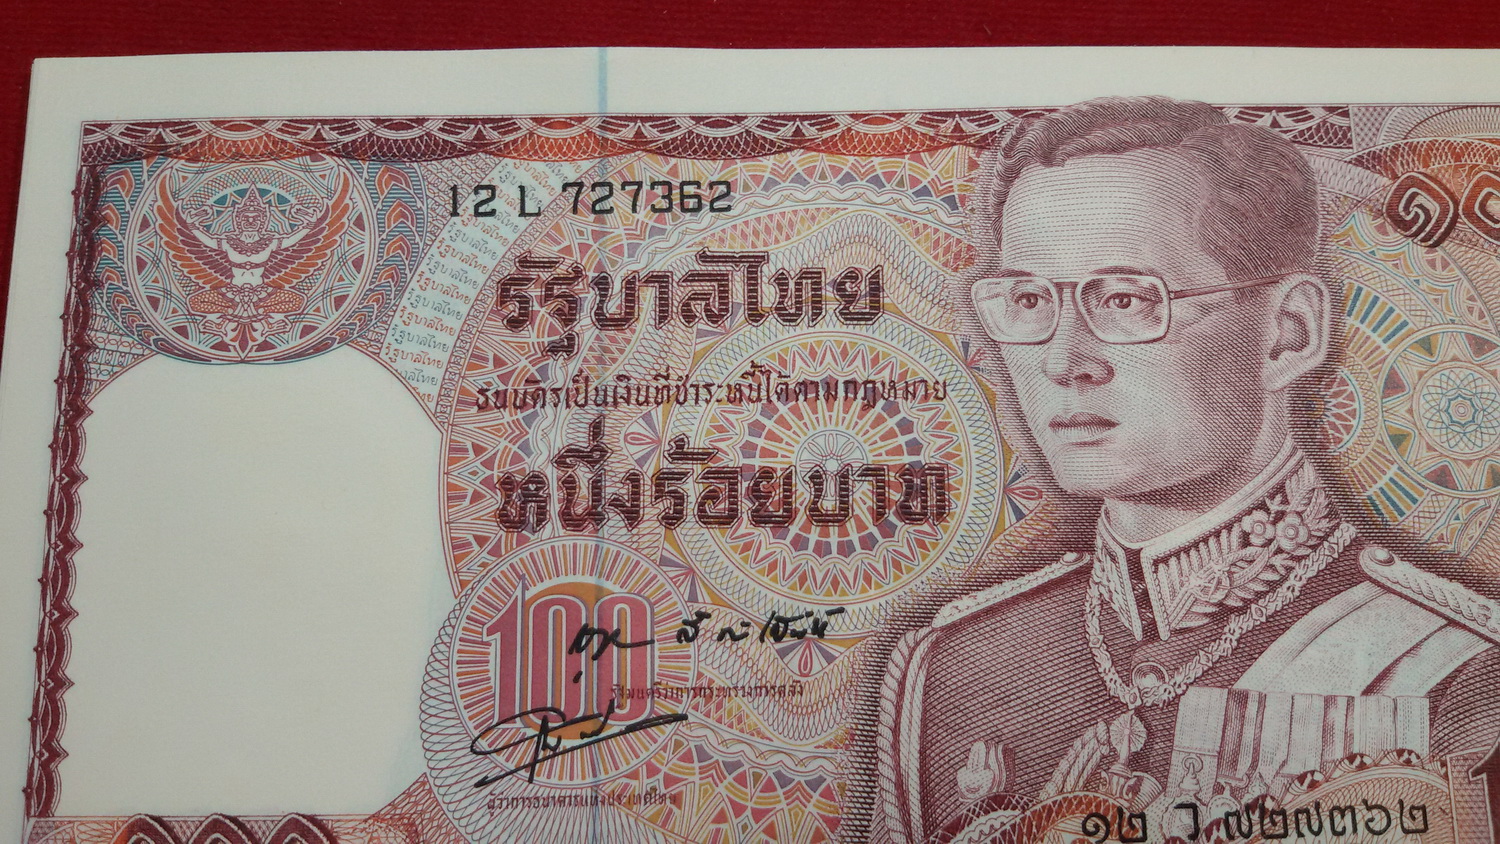 12 L 727362
๑๐
รัฐบาลไทย
ธนบัตรเป็นเงินที่ชำระหนี้ได้ตามกฎหมาย
หนึ่งร้อยบาท
100
รัฐมนตรีว่าการกระทรวงการคลัง
ผู้ว่าการธนาคารแห่งประเทศไทย
๑๒ ว ๗๒๗๓๖๒